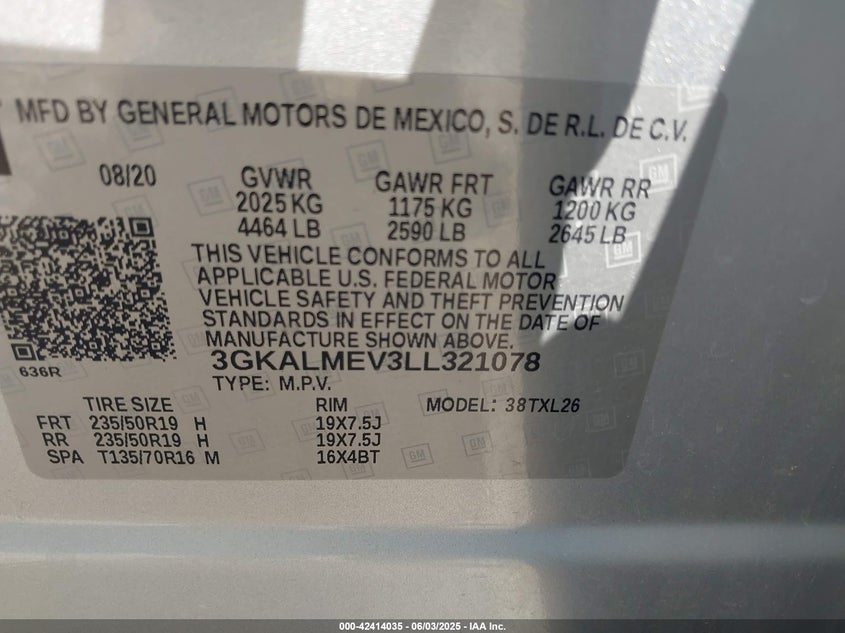 MFD BY GENERAL MOTORS DE MEXICO, S. DE R.L. DE C.V.
08/20 GVWR GAWR FRT GAWR RR
2025 KG 1175 KG 1200 KG
4464 LB 2590 LB 2645 LB
THIS VEHICLE CONFORMS TO ALL
APPLICABLE U.S. FEDERAL MOTOR
VEHICLE SAFETY AND THEFT PREVENTION
STANDARDS IN EFFECT ON THE DATE OF
MANUFACTURE SHOWN ABOVE.
3GKALMEV3LL321078
636R
TYPE: M.P.V.
TIRE SIZE RIM MODEL: 38TXL26
FRT 235/50R19 H 19X7.5J
RR 235/50R19 H 19X7.5J
SPA T135/70R16 M 16X4BT
000-42414035 - 06/03/2025 - IAA Inc.